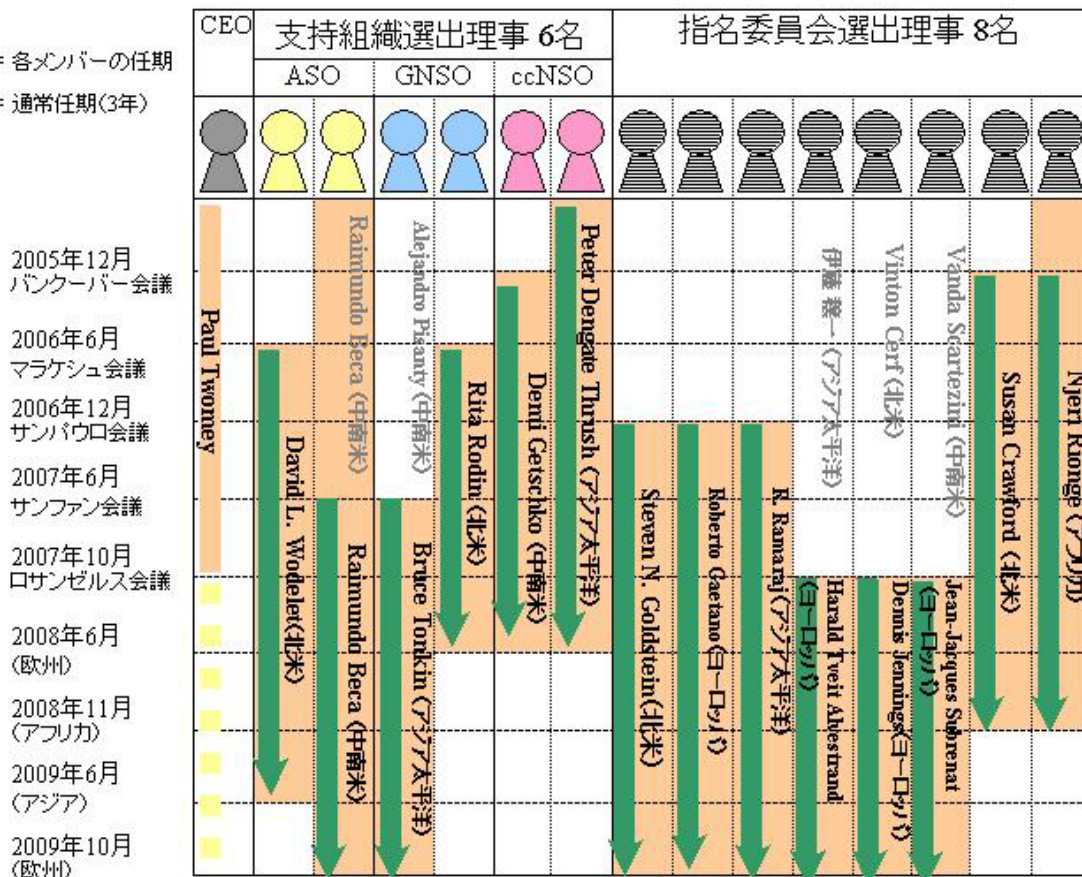 CEO
支持組織選出理事 6名
指名委員会選出理事 8名
= 各メンバーの任期
= 通常任期(3年)
ASO
GNSO
ccNSO
2005年12月
バンクーバー会議
2006年6月
マラケシュ会議
2006年12月
サンパウロ会議
2007年6月
サンファン会議
2007年10月
ロサンゼルス会議
2008年6月
(欧州)
2008年11月
(アフリカ)
2009年6月
(アジア)
2009年10月
(欧州)
Paul Twomey
David L. Wodelet(北米)
Raimundo Beca (中南米)
Raimundo Beca (中南米)
Alejandro Pisanty (中南米)
Bruce Tonkin (アジア太平洋)
Rita Rodin (北米)
Demi Getschko (中南米)
Peter Dengate Thrush (アジア太平洋)
Steven N. Goldstein(北米)
Roberto Gaetano(ヨーロッパ)
R. Ramaraj(アジア太平洋)
伊藤 穰一 (アジア太平洋)
Harald Tveit Alvestrand
(ヨーロッパ)
Vinton Cerf (北米)
Dennis Jennings(ヨーロッパ)
Vanda Scartezini (中南米)
Jean-Jacques Subrenat
(ヨーロッパ)
Susan Crawford (北米)
Njeri Rionge (アフリカ)